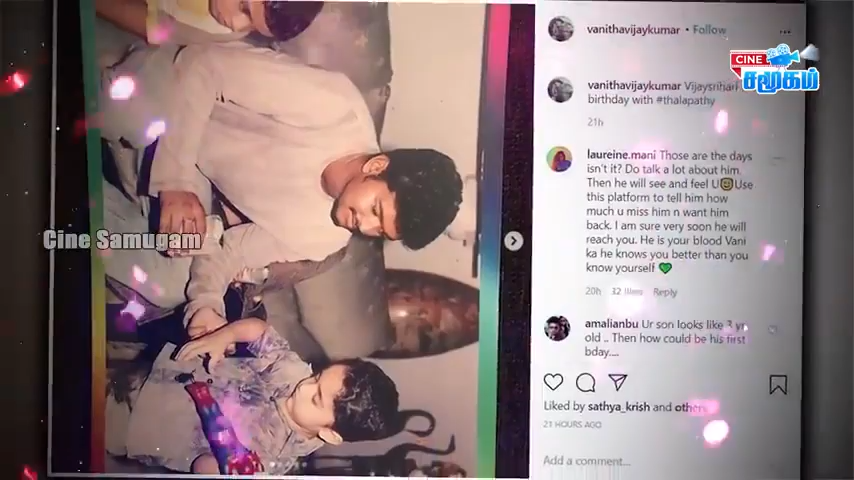 vanithavijaykumar • Follow
CINE
சமூகம்
vanithavijaykumar Vijaysrihari
birthday with #thalapathy
21h
laureine.mani Those are the days
isn't it? Do talk a lot about him.
Then he will see and feel U Use
this platform to tell him how
much u miss him n want him
back. I am sure very soon he will
reach you. He is your blood Vani
ka he knows you better than you
know yourself
20h 32 likes Reply
amalianbu Ur son looks like 3 yr
old .. Then how could be his first
bday....
Liked by sathya_krish and others
21 HOURS AGO
Add a comment...
Cine Samugam